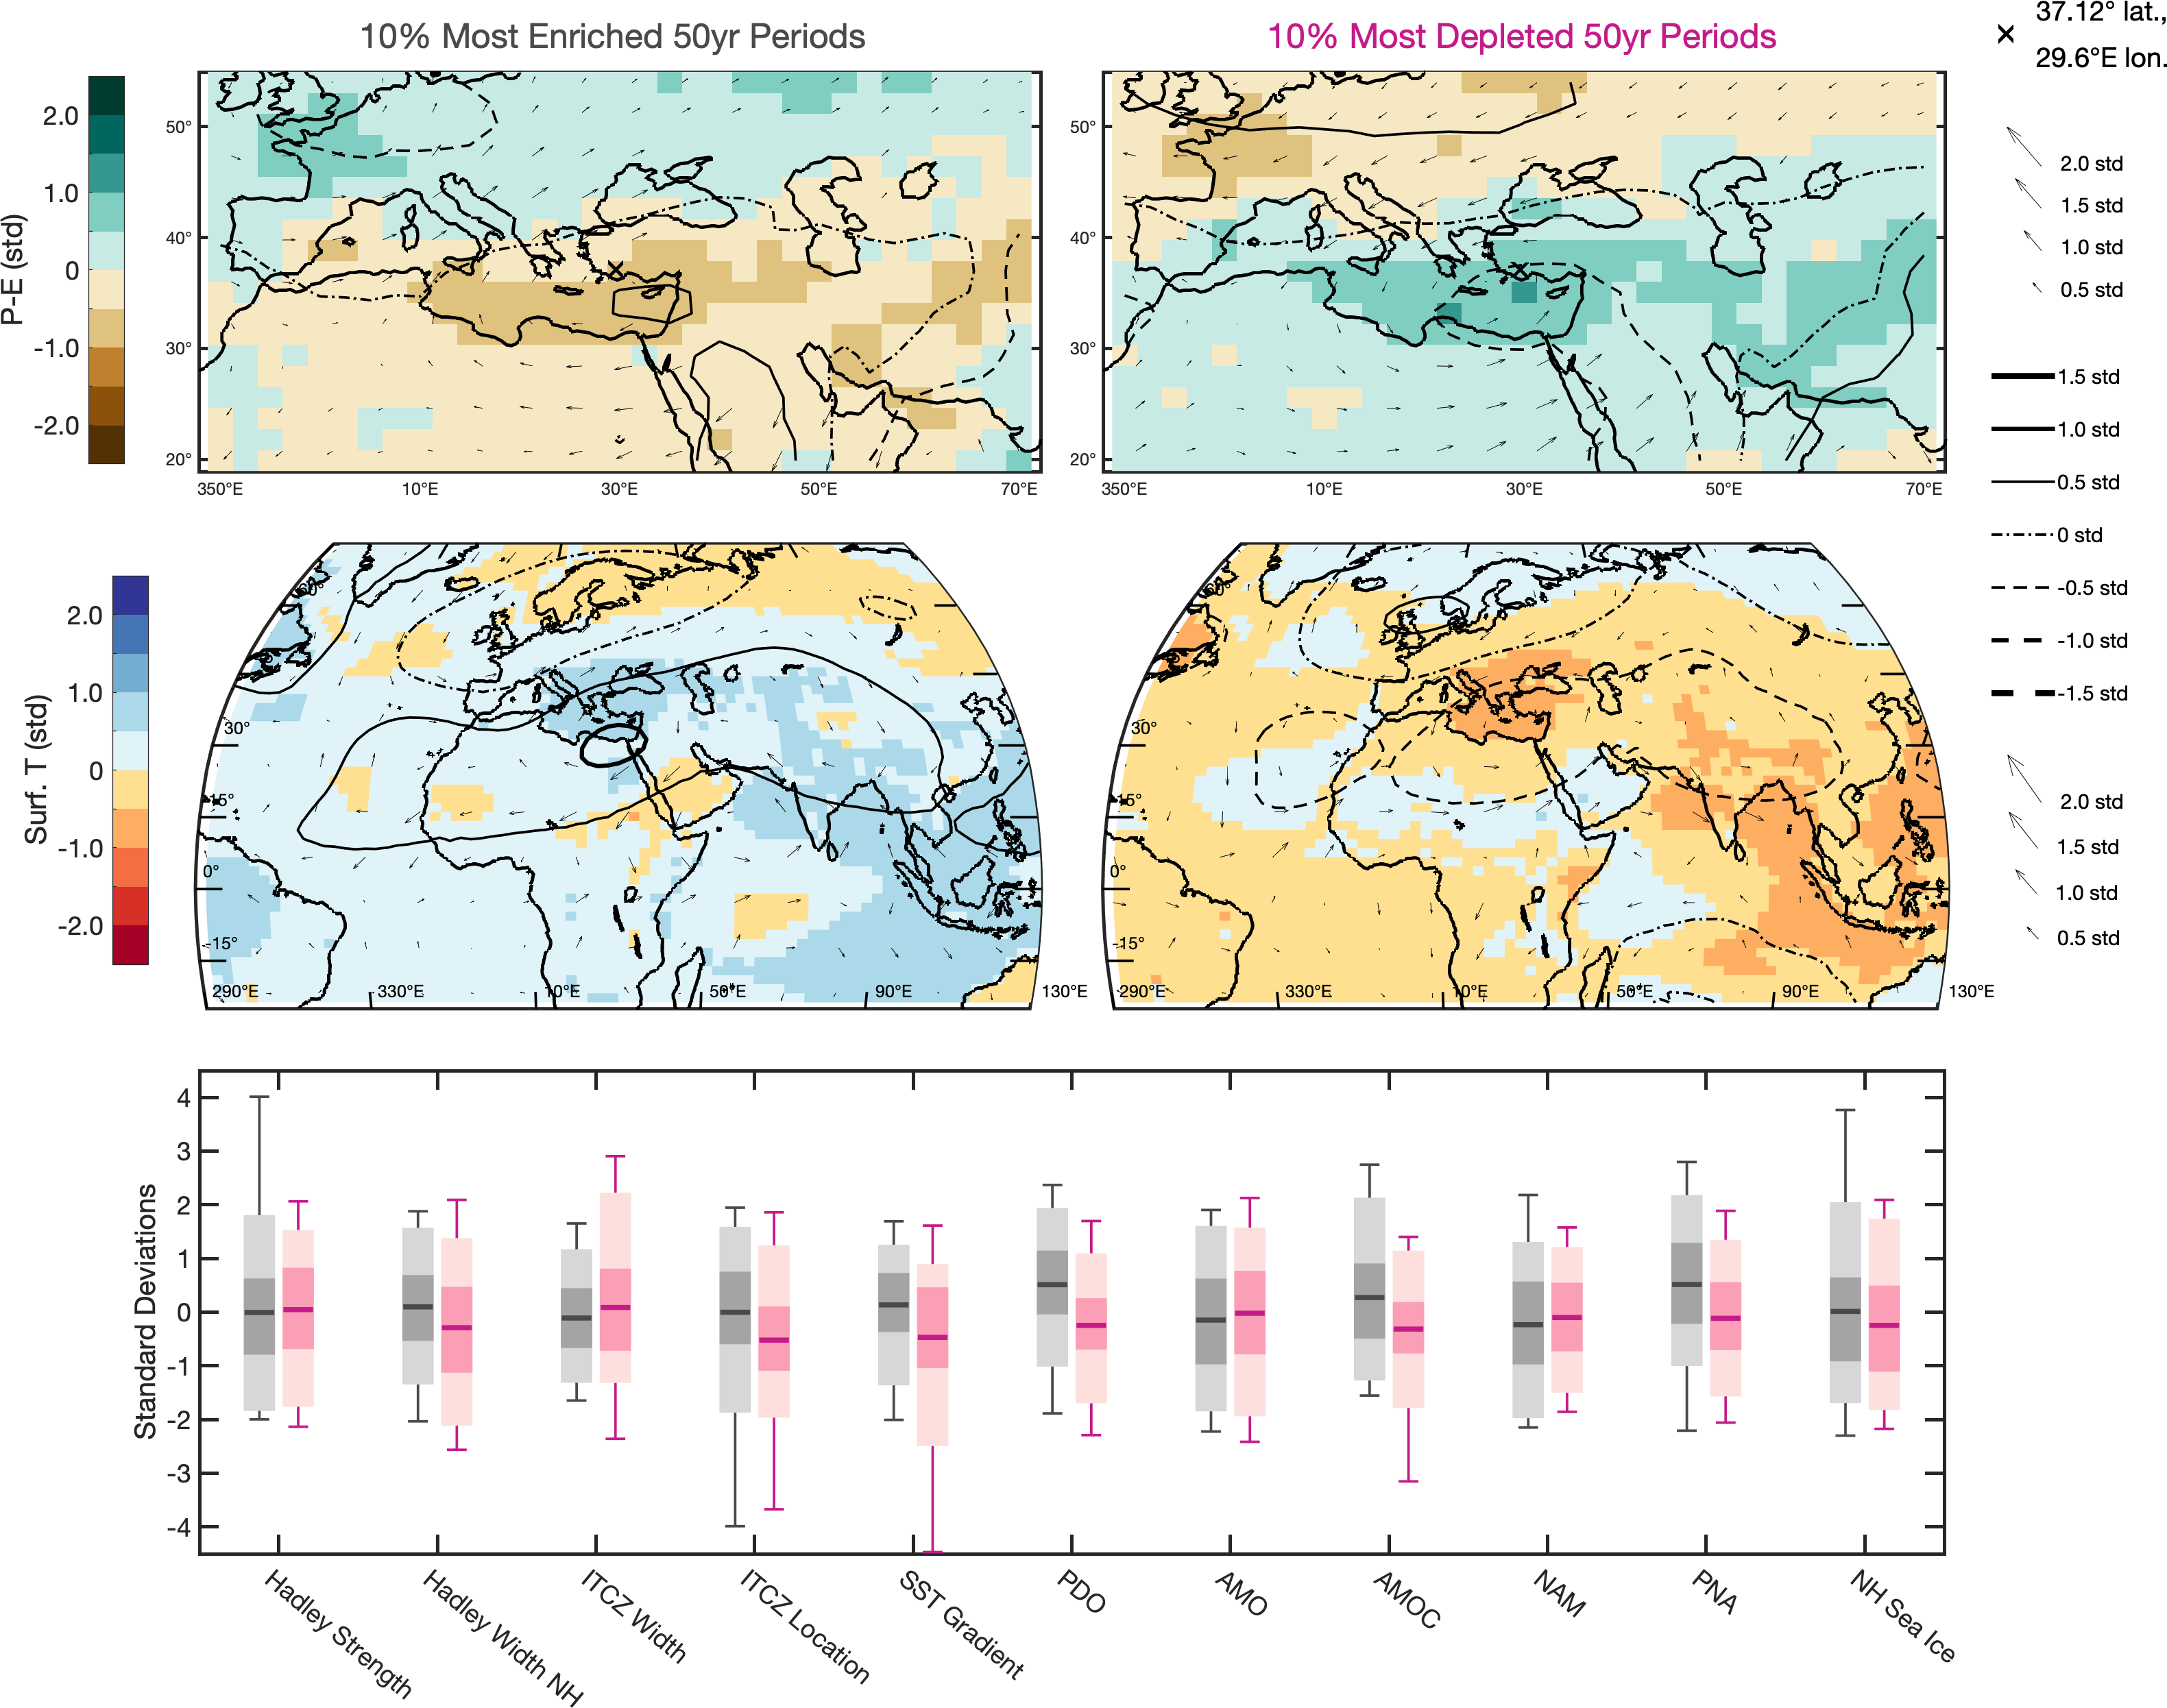 10% Most Enriched 50yr Periods
10% Most Depleted 50yr Periods
37.12° lat.,
29.6°E lon.
P-E (std)
2.0
1.0
0
-1.0
-2.0
50°
40°
30°
20°
350°E 10°E 30°E 50°E 70°E
50°
40°
30°
20°
350°E 10°E 30°E 50°E 70°E
2.0 std
1.5 std
1.0 std
0.5 std
1.5 std
1.0 std
0.5 std
0 std
-0.5 std
-1.0 std
-1.5 std
2.0 std
1.5 std
1.0 std
0.5 std
Surf. T (std)
2.0
1.0
0
-1.0
-2.0
60°
30°
15°
0°
-15°
290°E 330°E 10°E 50°E 90°E 130°E
60°
30°
15°
0°
-15°
290°E 330°E 10°E 50°E 90°E 130°E
Standard Deviations
4
3
2
1
0
-1
-2
-3
-4
Hadley Strength
Hadley Width NH
ITCZ Width
ITCZ Location
SST Gradient
PDO
AMO
AMOC
NAM
PNA
NH Sea Ice